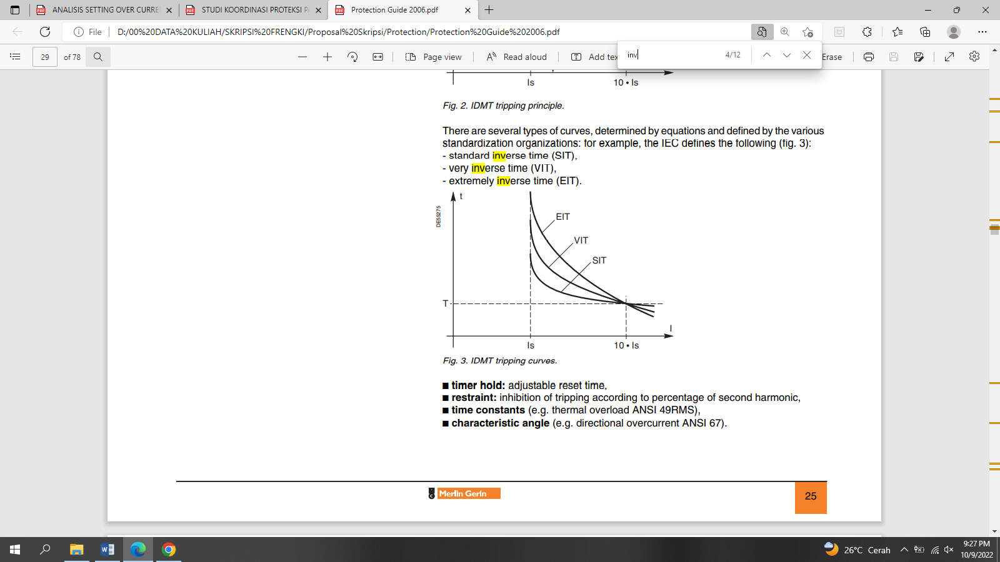 ANALISIS SETTING OVER CURRE
STUDI KOORDINASI PROTEKSI P
Protection Guide 2006.pdf
File
D:/00%20DATA%20KULIAH/SKRIPSI%20FRENGKI/Proposal%20Skripsi/Protection/Protection%20Guide%202006.pdf
29 of 78
Page view
Read aloud
Add tex
inv
4/12
Erase
Is
10 • Is
Fig. 2. IDMT tripping principle.
There are several types of curves, determined by equations and defined by the various
standardization organizations: for example, the IEC defines the following (fig. 3):
- standard inverse time (SIT),
- very inverse time (VIT),
- extremely inverse time (EIT).
t
DE55275
EIT
VIT
SIT
T
I
Is
10 • Is
Fig. 3. IDMT tripping curves.
■ timer hold: adjustable reset time,
■ restraint: inhibition of tripping according to percentage of second harmonic,
■ time constants (e.g. thermal overload ANSI 49RMS),
■ characteristic angle (e.g. directional overcurrent ANSI 67).
Merlin Gerin
25
26°C Cerah
9:27 PM
10/9/2022